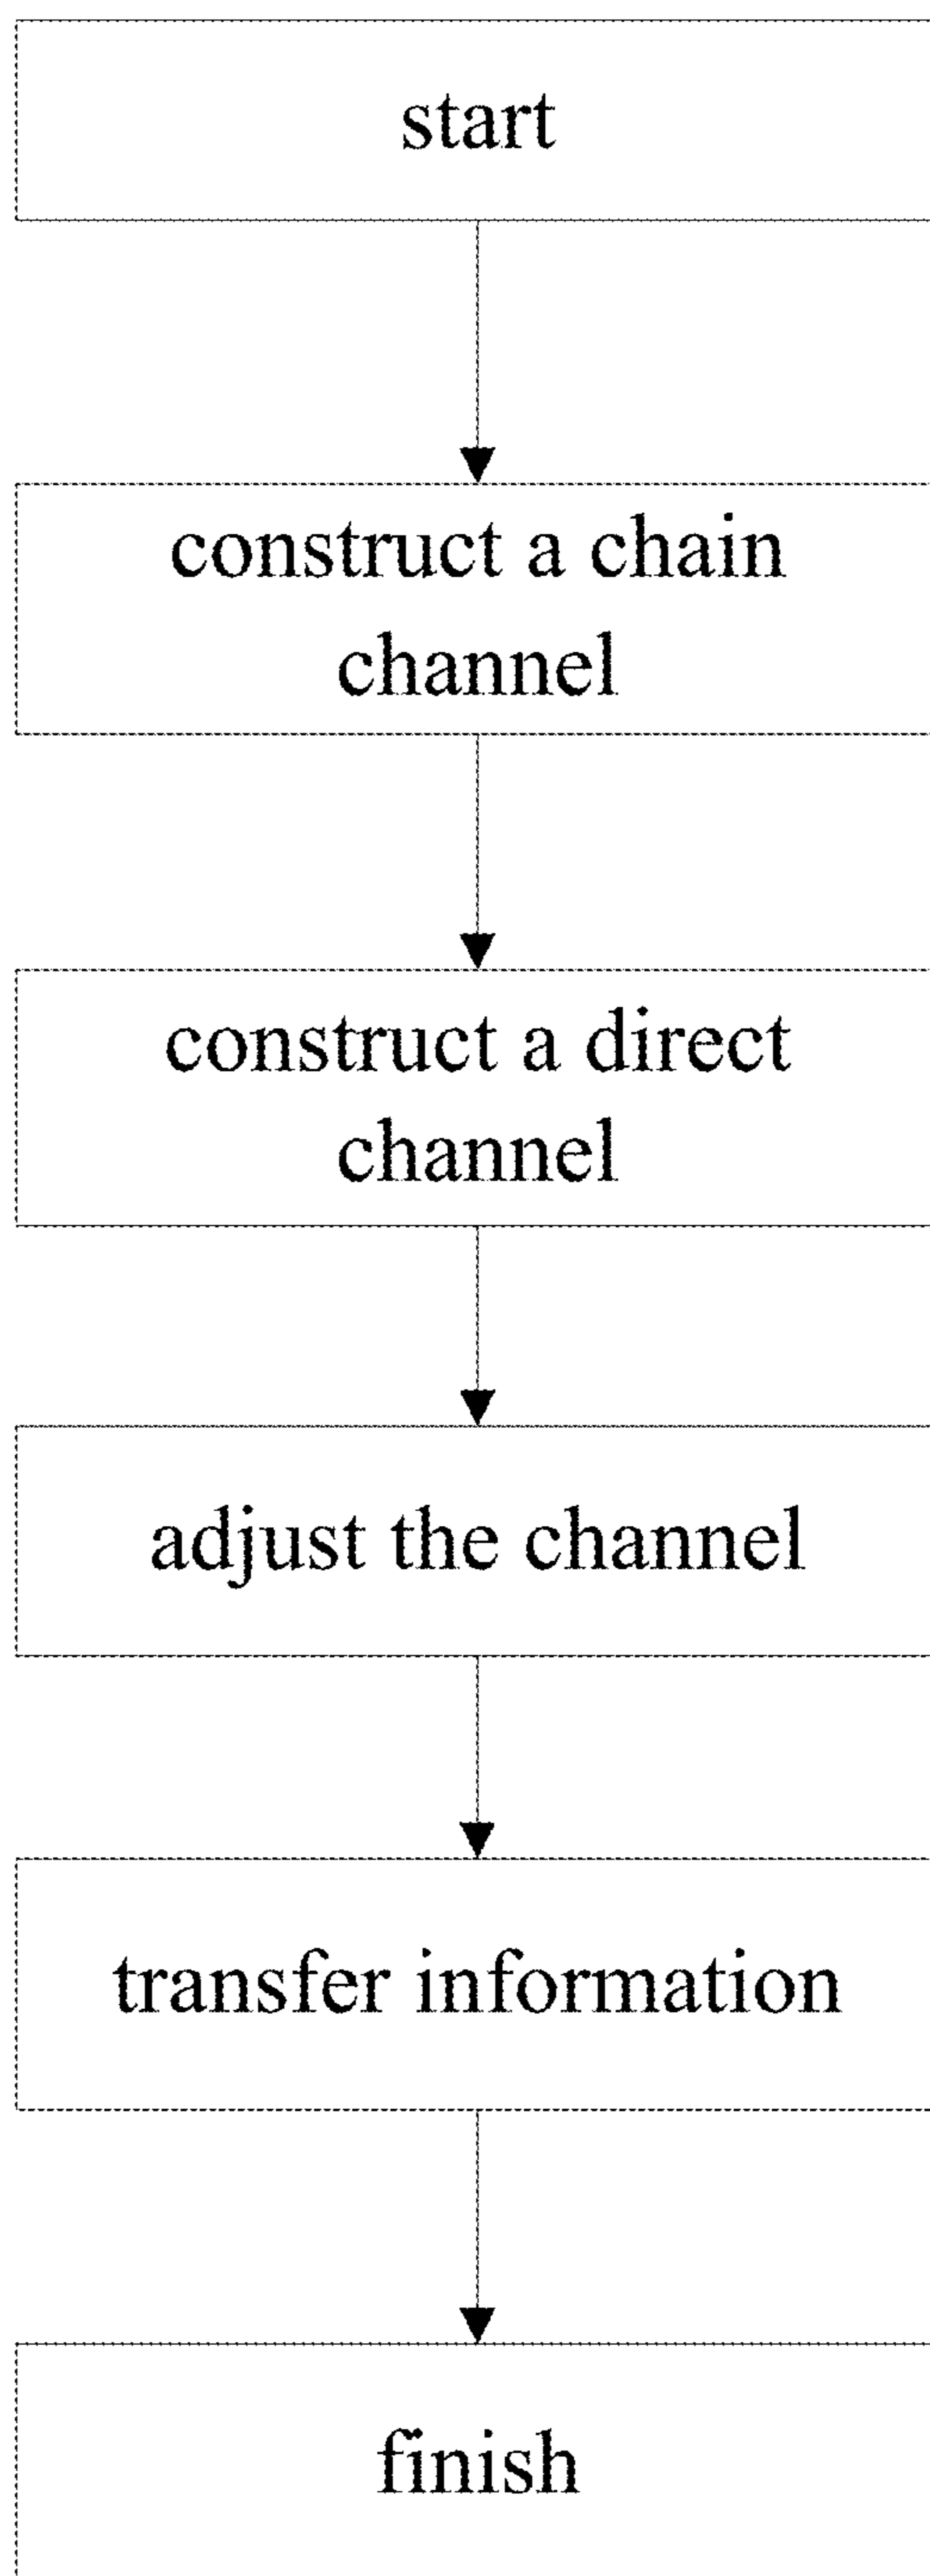 start
construct a chain
channel
construct a direct
channel
adjust the channel
transfer information
finish